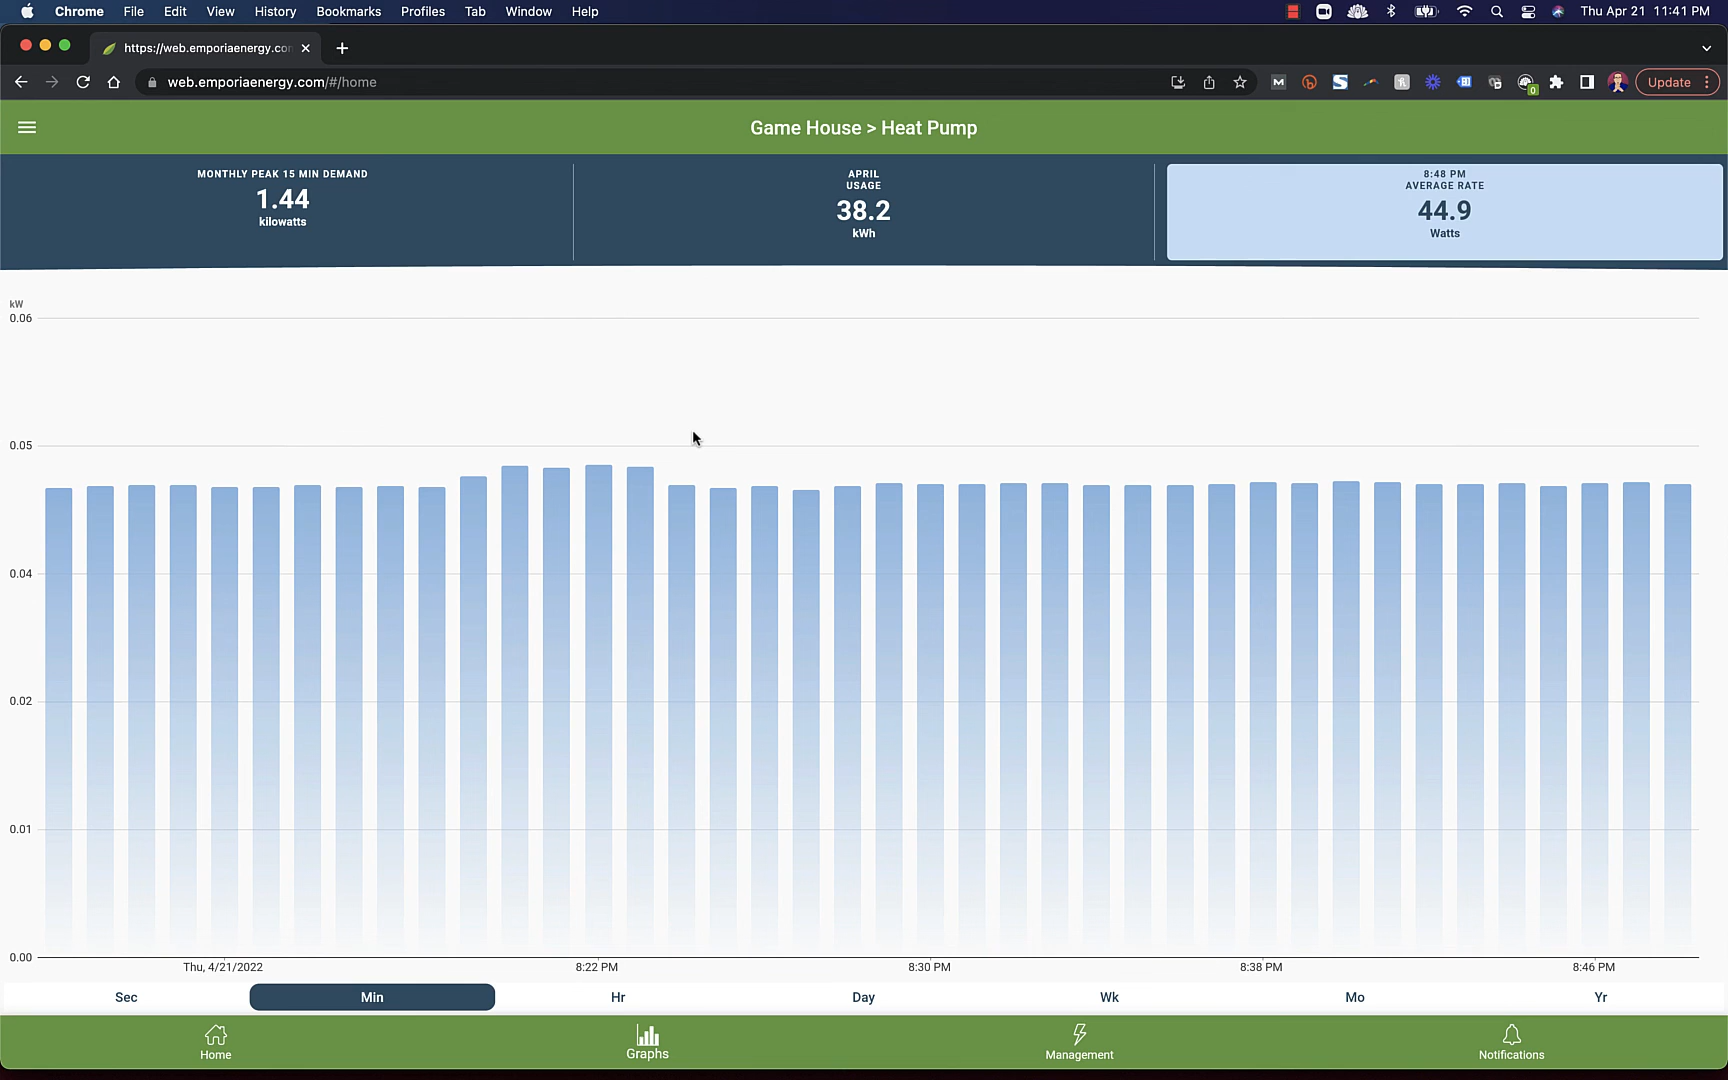 Chrome File Edit View History Bookmarks Profiles Tab Window Help Thu Apr 21 11:41 PM
https://web.emporiaenergy.co
web.emporiaenergy.com/#/home
0
Update
Game House > Heat Pump
MONTHLY PEAK 15 MIN DEMAND
1.44
kilowatts
APRIL
USAGE
38.2
kWh
8:48 PM
AVERAGE RATE
44.9
Watts
kW
0.06
0.05
0.04
0.02
0.01
0.00
Thu, 4/21/2022 8:22 PM 8:30 PM 8:38 PM 8:46 PM
Sec Min Hr Day Wk Mo Yr
Home Graphs Management Notifications